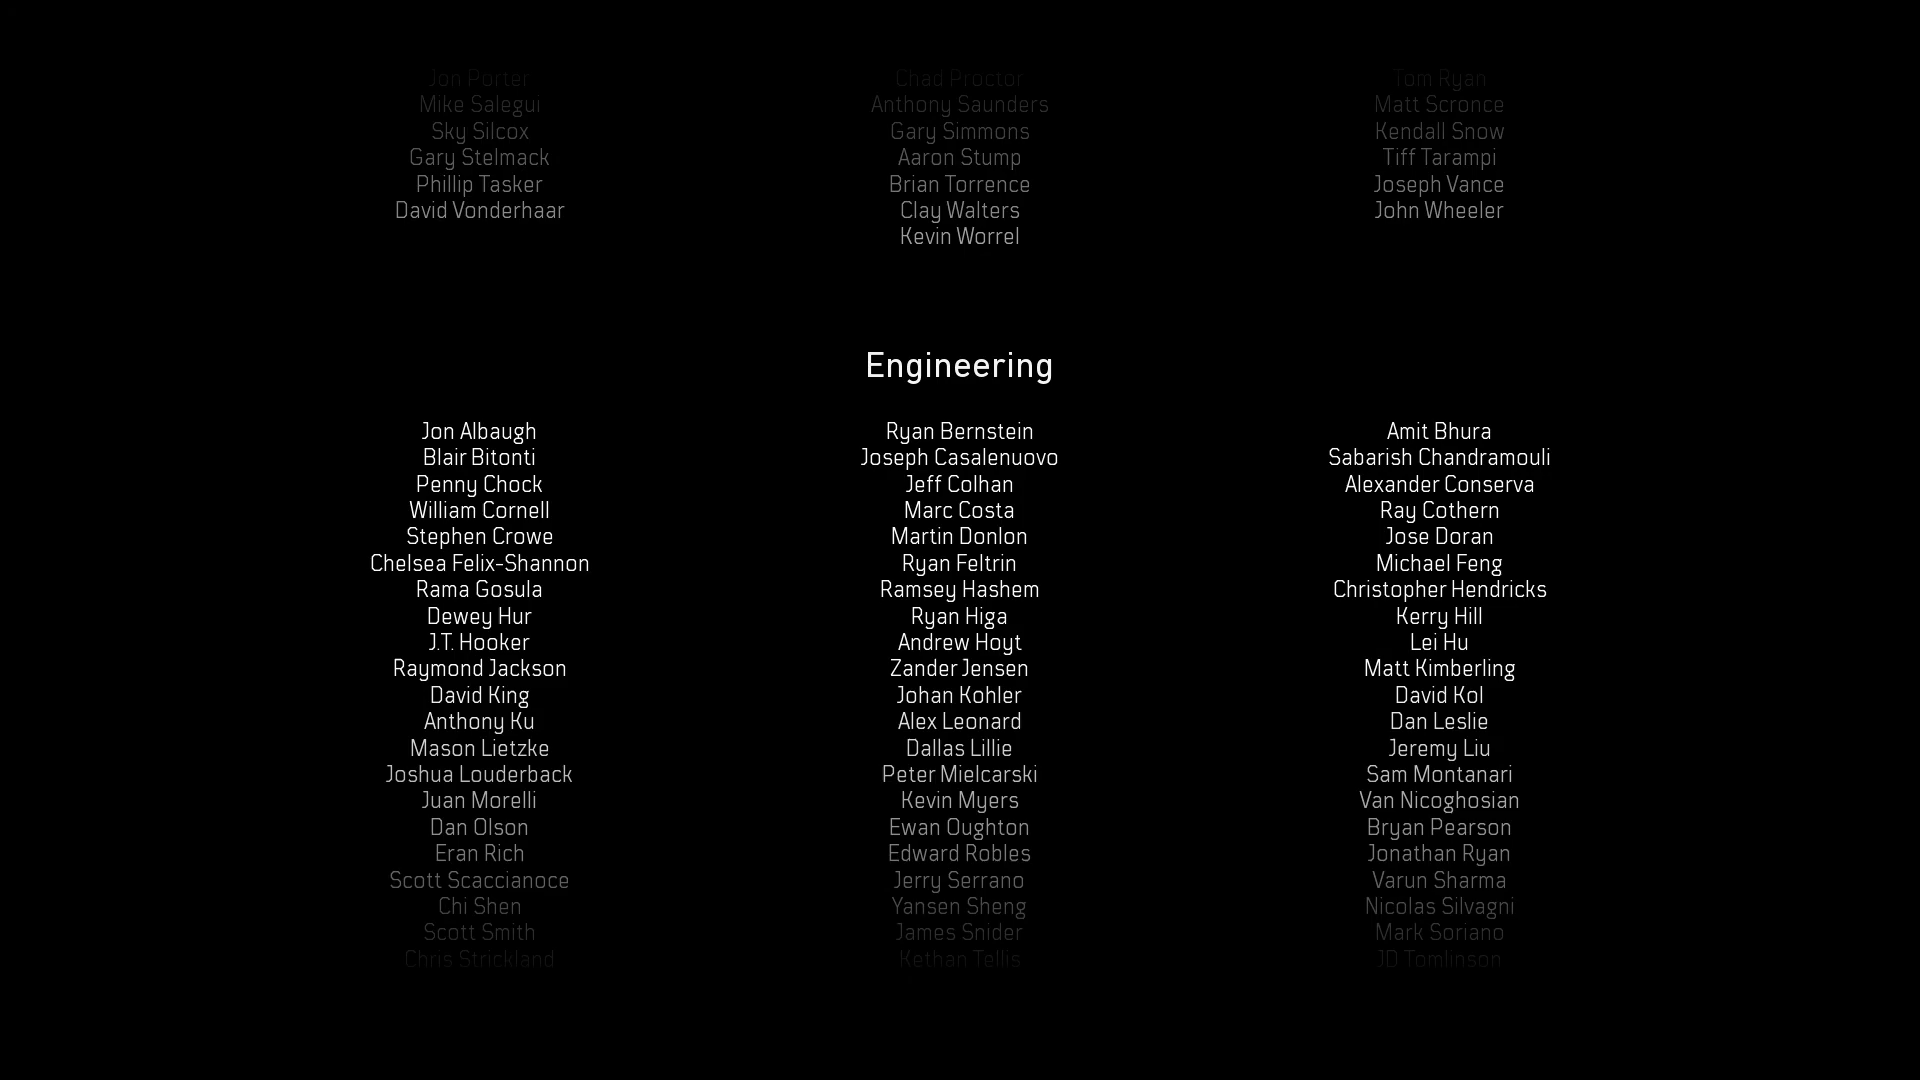 Jon Porter Chad Proctor Tom Ryan
Mike Salegui Anthony Saunders Matt Scronce
Sky Silcox Gary Simmons Kendall Snow
Gary Stelmack Aaron Stump Tiff Tarampi
Phillip Tasker Brian Torrence Joseph Vance
David Vonderhaar Clay Walters John Wheeler
Kevin Worrel
Engineering
Jon Albaugh Ryan Bernstein Amit Bhura
Blair Bitonti Joseph Casalenuovo Sabarish Chandramouli
Penny Chock Jeff Colhan Alexander Conserva
William Cornell Marc Costa Ray Cothern
Stephen Crowe Martin Donlon Jose Doran
Chelsea Felix-Shannon Ryan Feltrin Michael Feng
Rama Gosula Ramsey Hashem Christopher Hendricks
Dewey Hur Ryan Higa Kerry Hill
J.T. Hooker Andrew Hoyt Lei Hu
Raymond Jackson Zander Jensen Matt Kimberling
David King Johan Kohler David Kol
Anthony Ku Alex Leonard Dan Leslie
Mason Lietzke Dallas Lillie Jeremy Liu
Joshua Louderback Peter Mielcarski Sam Montanari
Juan Morelli Kevin Myers Van Nicoghosian
Dan Olson Ewan Oughton Bryan Pearson
Eran Rich Edward Robles Jonathan Ryan
Scott Scaccianoce Jerry Serrano Varun Sharma
Chi Shen Yansen Sheng Nicolas Silvagni
Scott Smith James Snider Mark Soriano
Chris Strickland Kethan Tellis JD Tomlinson